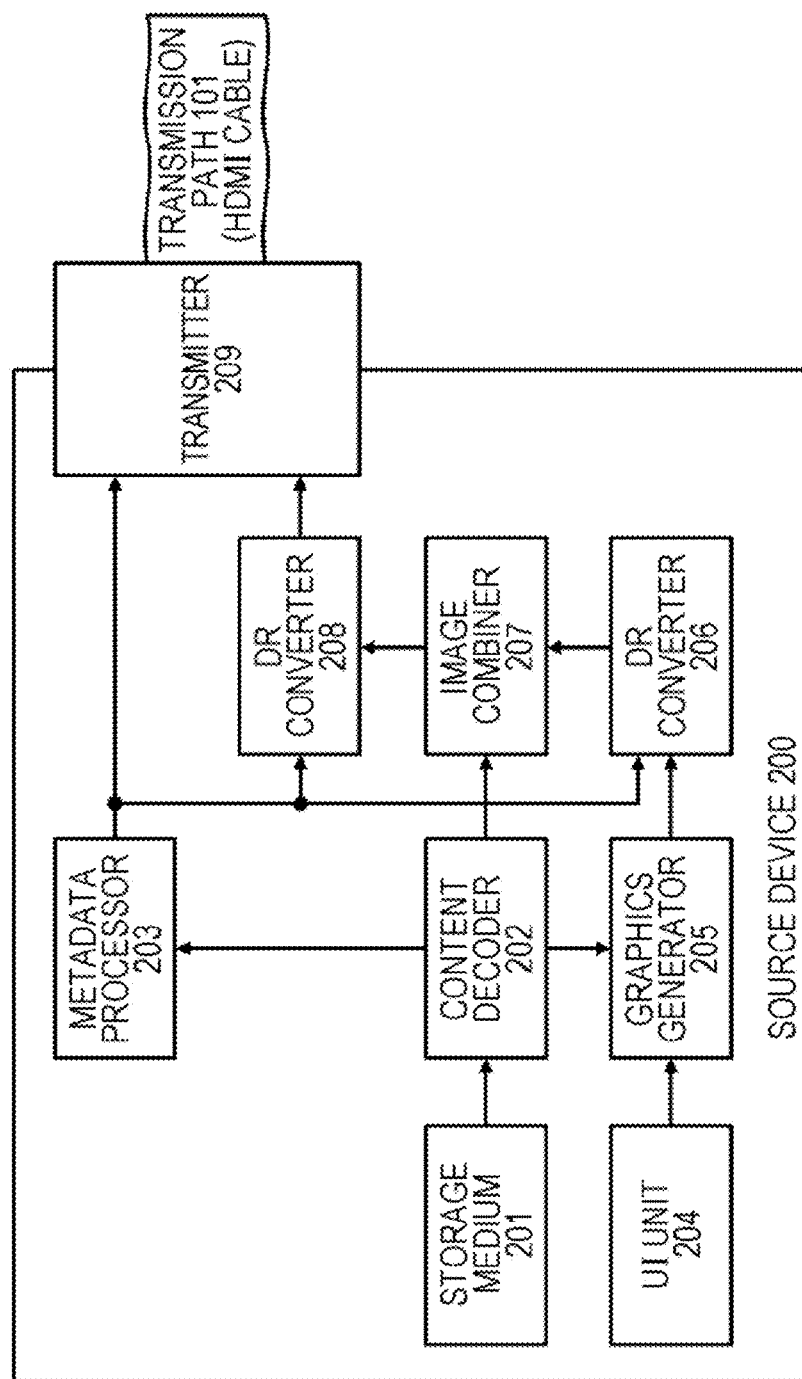 TRANSMISSION
PATH 101
(HDMI CABLE)
TRANSMITTER
209
DR
CONVERTER
208
IMAGE
COMBINER
207
DR
CONVERTER
206
METADATA
PROCESSOR
203
CONTENT
DECODER
202
GRAPHICS
GENERATOR
205
STORAGE
MEDIUM
201
UI UNIT
204
SOURCE DEVICE 200